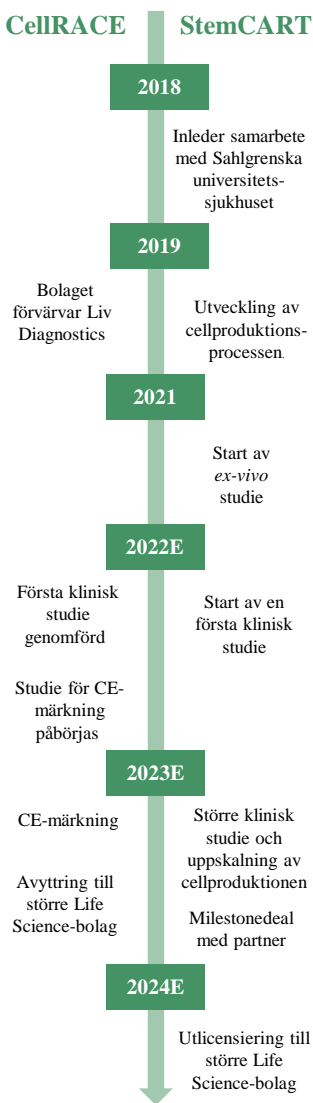 CellRACE StemCART
2018
Inleder samarbete
med Sahlgrenska
universitets-
sjukhuset
2019
Bolaget
förvärvar Liv
Diagnostics
Utveckling av
cellproduktions-
processen.
2021
Start av
ex-vivo
studie
2022E
Första klinisk
studie
genomförd
Start av en
första klinisk
studie
Studie för CE-
märkning
påbörjas
2023E
CE-märkning
Större klinisk
studie och
uppskalning av
cellproduktionen
Avyttring till
större Life
Science-bolag
Milestonedeal
med partner
2024E
Utlicensiering till
större Life
Science-bolag